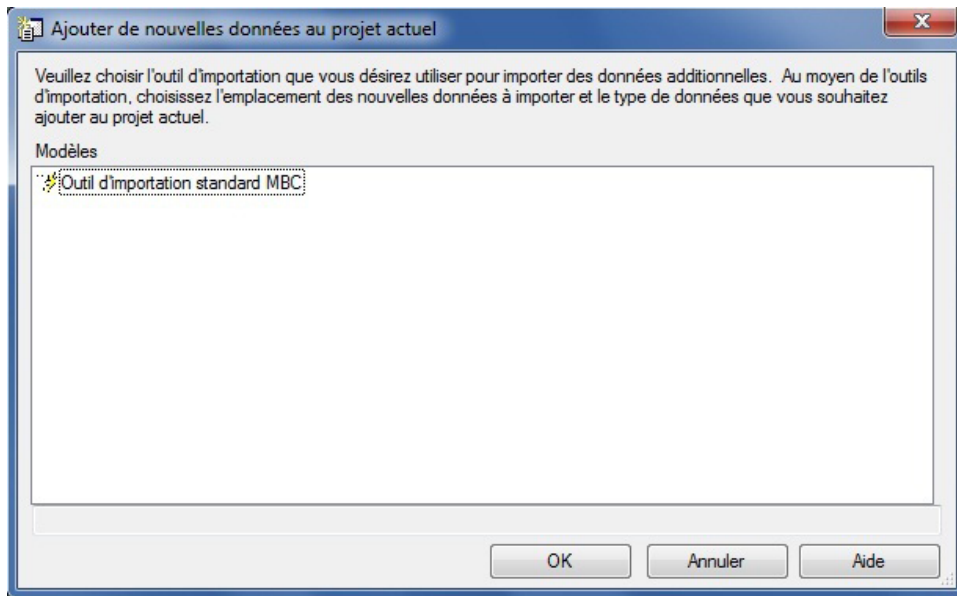 Ajouter de nouvelles données au projet actuel
Veuillez choisir l'outil d'importation que vous désirez utiliser pour importer des données additionnelles. Au moyen de l'outils
d'importation, choisissez l'emplacement des nouvelles données à importer et le type de données que vous souhaitez
ajouter au projet actuel.
Modèles
Outil d'importation standard MBC
OK Annuler Aide